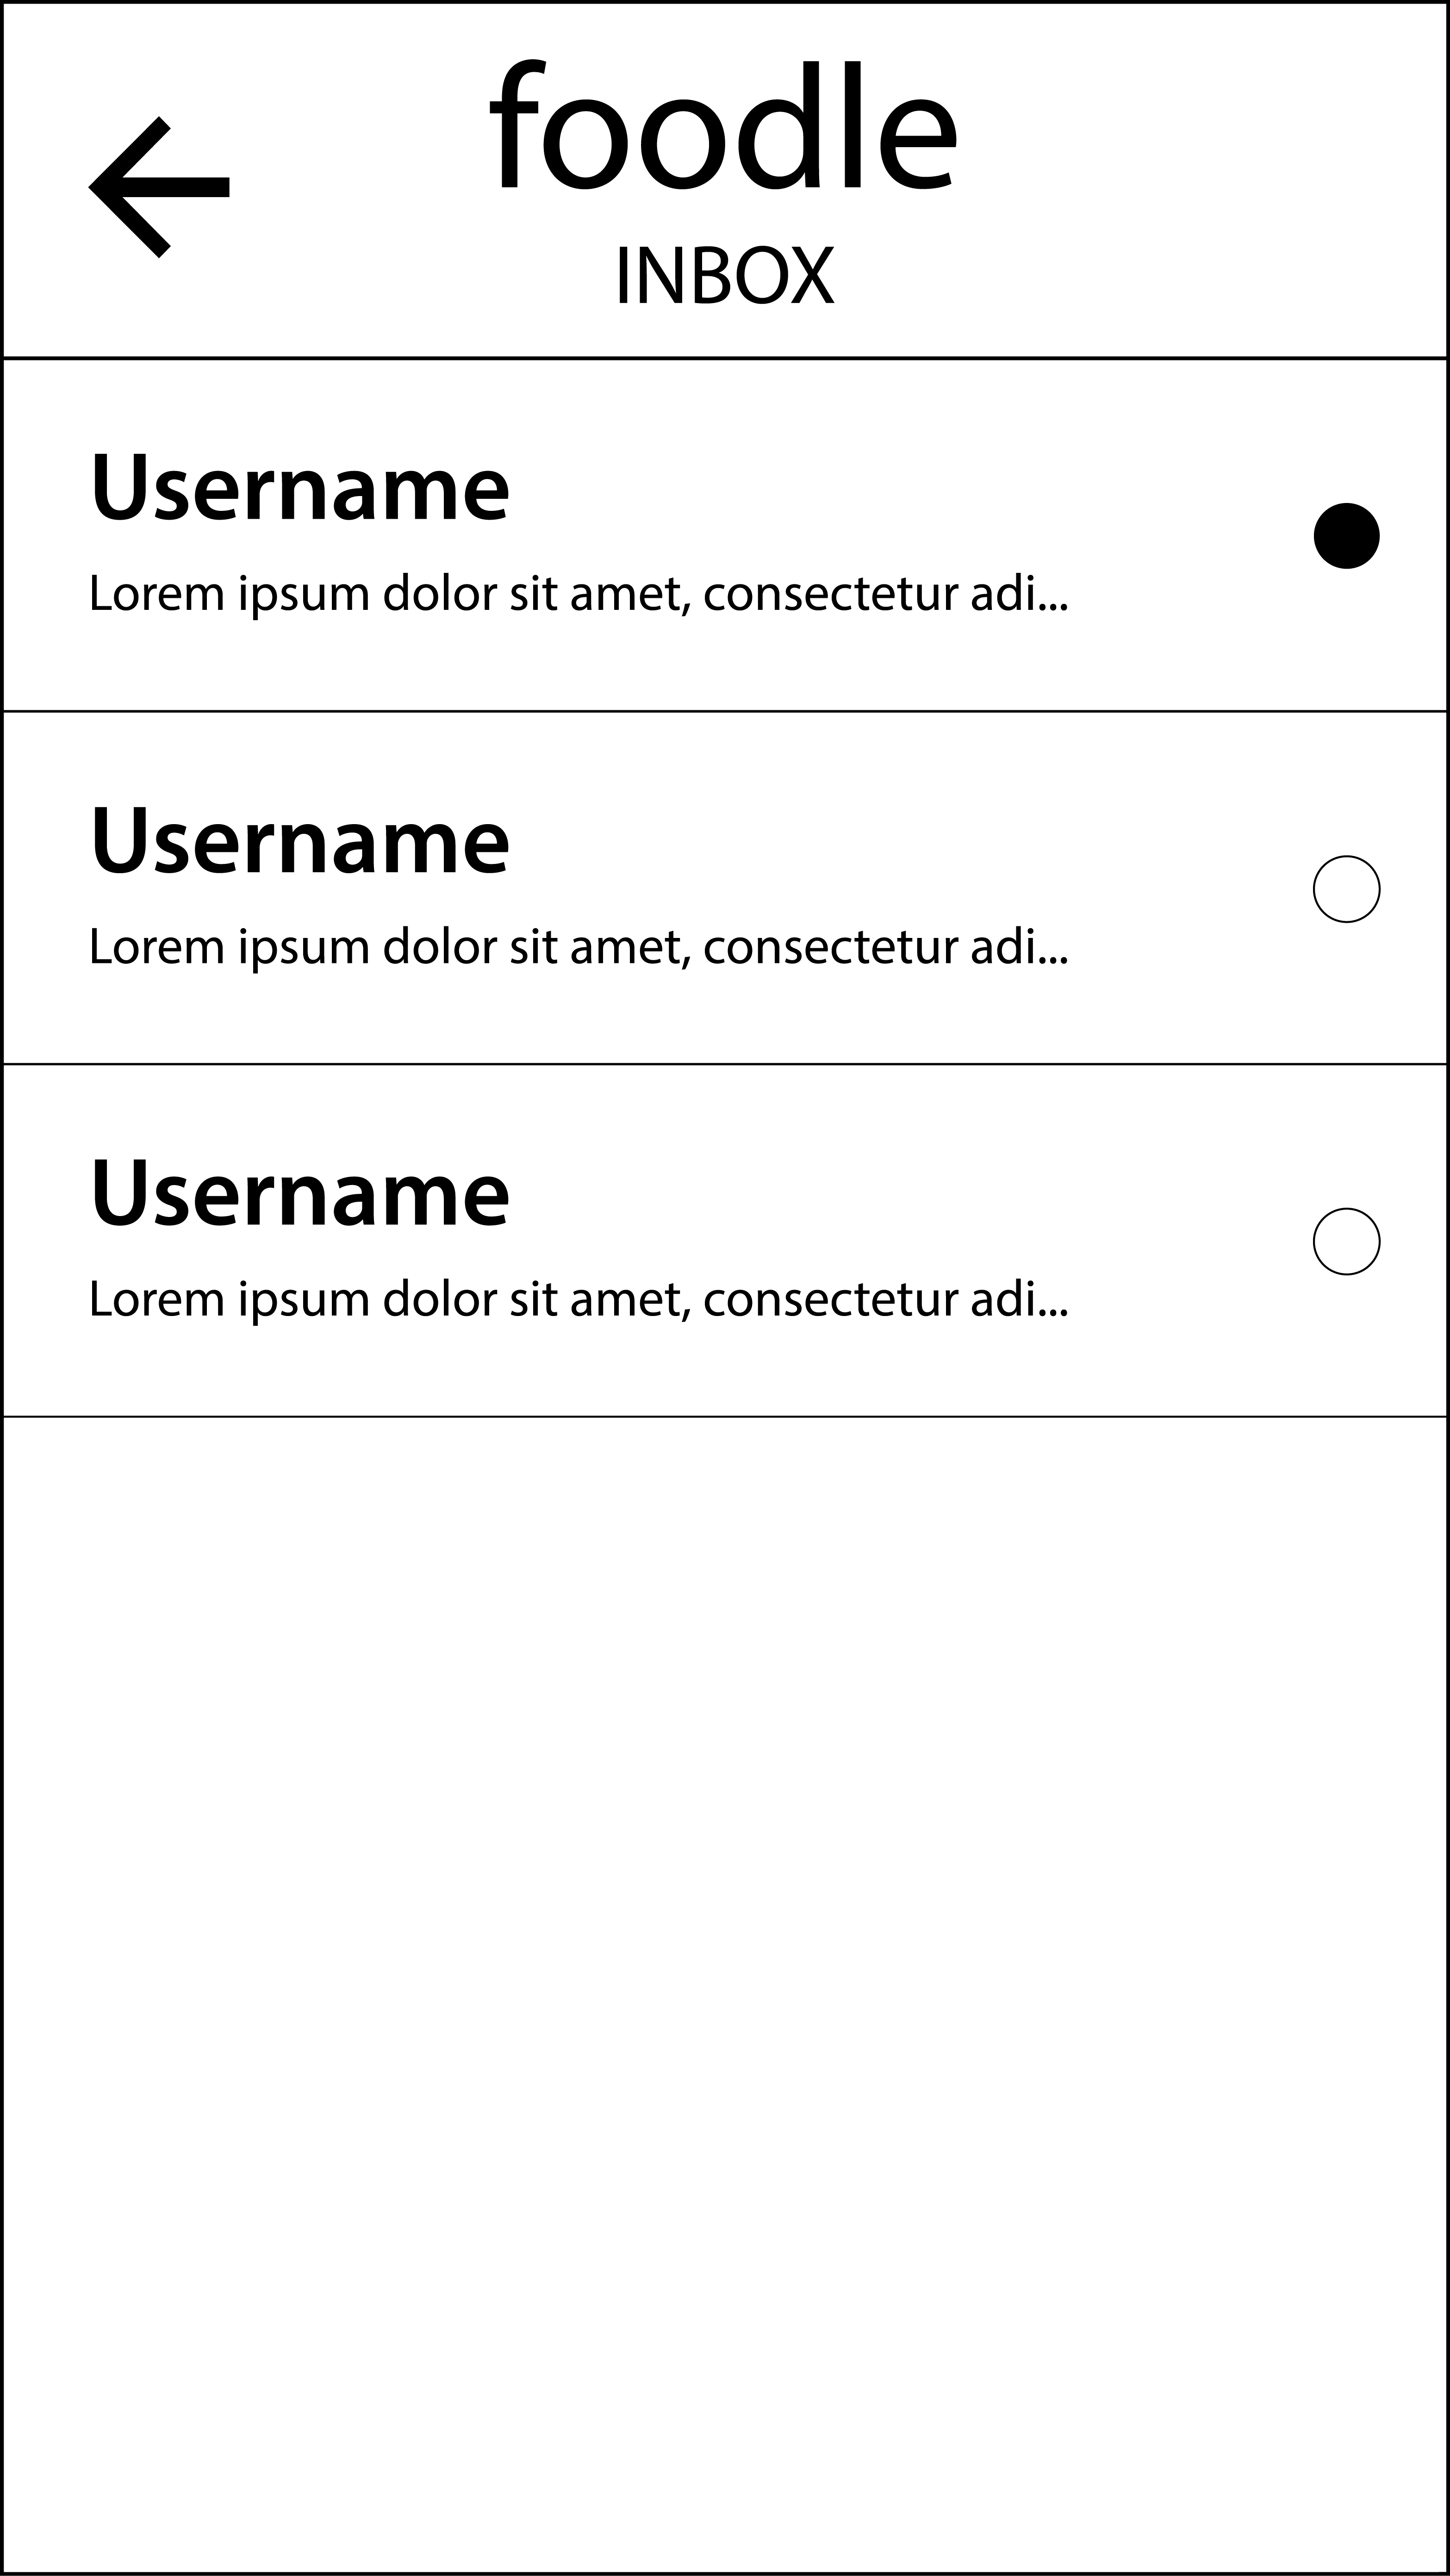 foodle
INBOX
Username
Lorem ipsum dolor sit amet, consectetur adi...
Username
Lorem ipsum dolor sit amet, consectetur adi...
Username
Lorem ipsum dolor sit amet, consectetur adi...